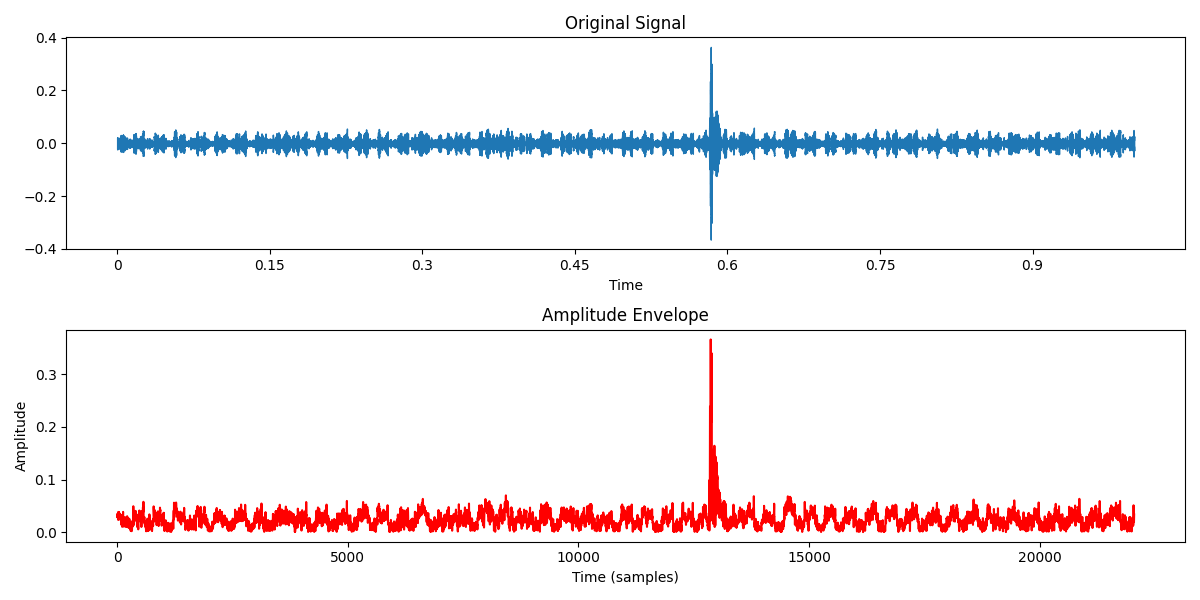 Original Signal
0.4
0.2
0.0
−0.2
−0.4
0 0.15 0.3 0.45 0.6 0.75 0.9
Time
Amplitude Envelope
Amplitude
0.3
0.2
0.1
0.0
0 5000 10000 15000 20000
Time (samples)